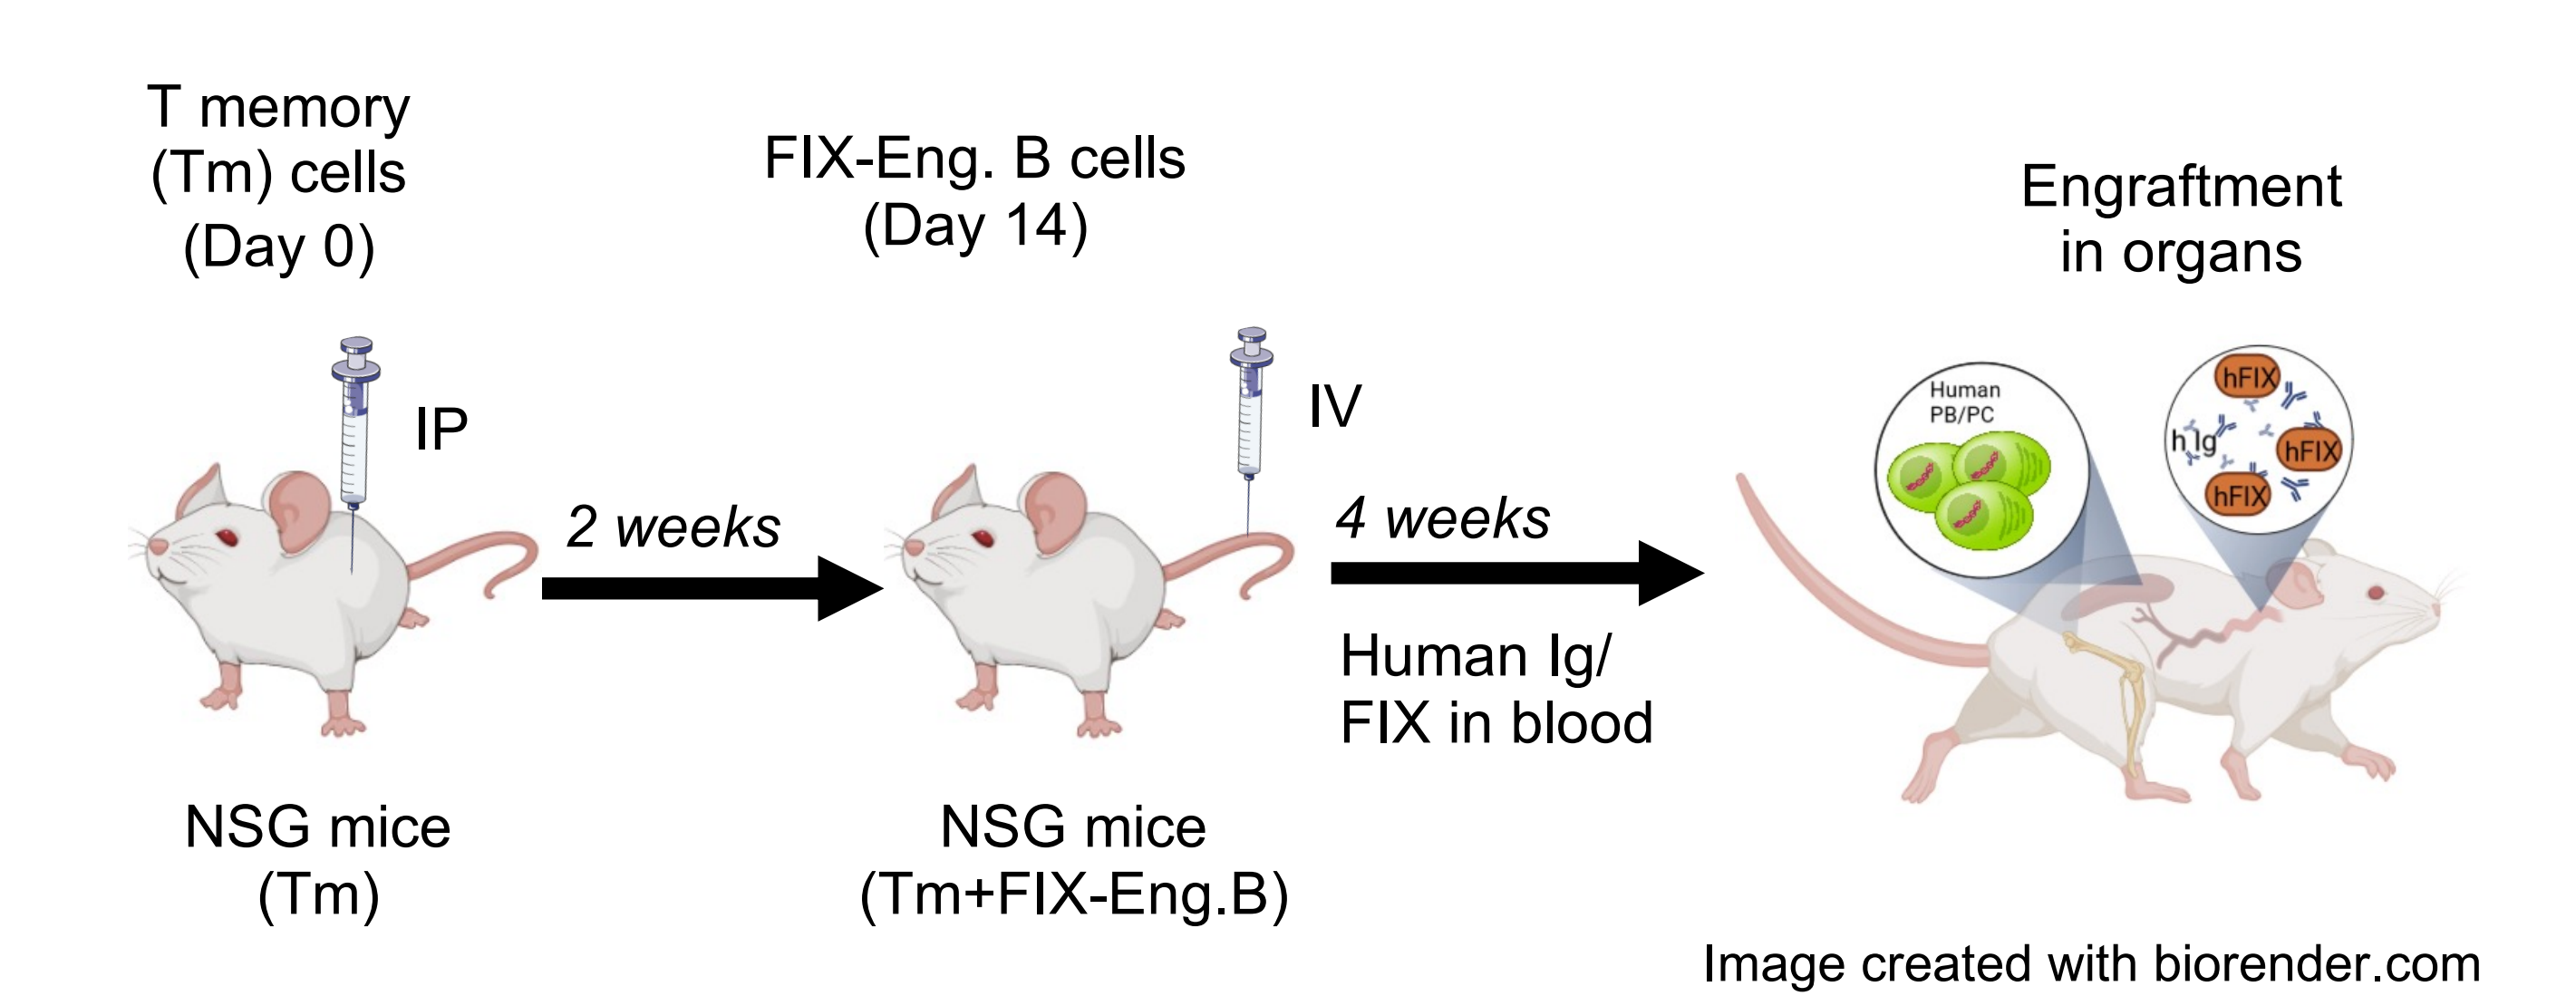 T memory
(Tm) cells
(Day 0)
IP
NSG mice
(Tm)
2 weeks
FIX-Eng. B cells
(Day 14)
IV
NSG mice
(Tm+FIX-Eng.B)
4 weeks
Human Ig/
FIX in blood
Engraftment
in organs
Human
PB/PC
hFIX
h Ig
hFIX
hFIX
Image created with biorender.com